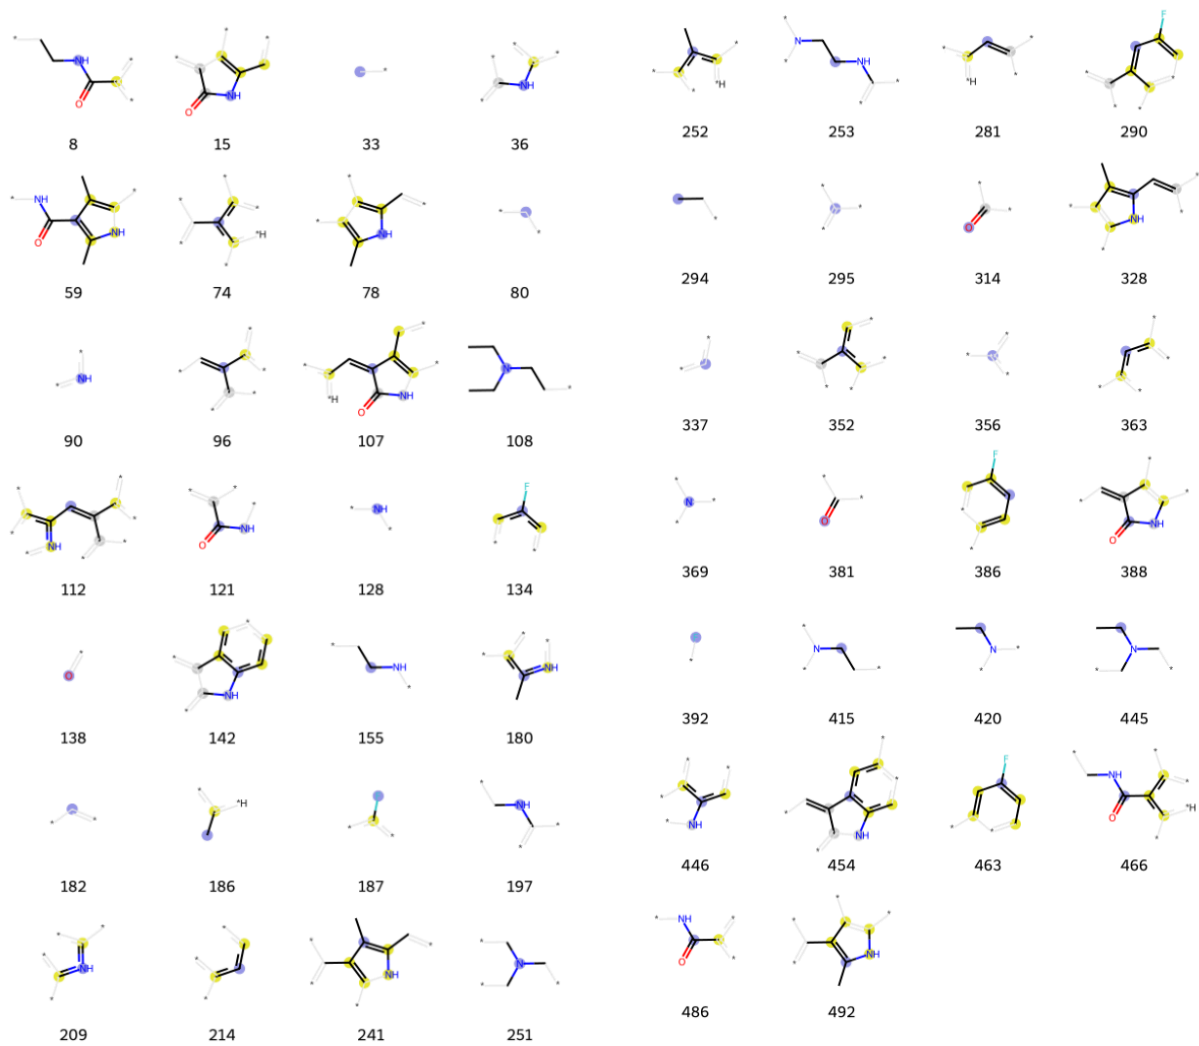 NH O O NH NH *H N NH *H F
8 15 33 36 252 253 281 290
NH O NH *H NH O NH
59 74 78 80 294 295 314 328
NH *H O NH N
90 96 107 108 337 352 356 363
NH O NH NH F N O F O NH
112 121 128 134 369 381 386 388
O NH NH NH N N N
138 142 155 180 392 415 420 445
*H NH NH NH F NH O *H
182 186 187 197 446 454 463 466
NH NH N NH O NH
209 214 241 251 486 492